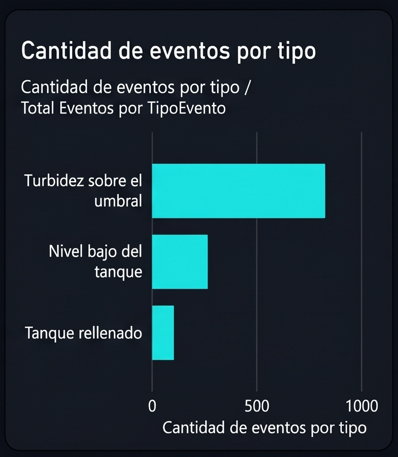 Cantidad de eventos por tipo
Cantidad de eventos por tipo /
Total Eventos por TipoEvento
Turbidez sobre el
umbral
Nivel bajo del
tanque
Tanque rellenado
0 500 1000
Cantidad de eventos por tipo